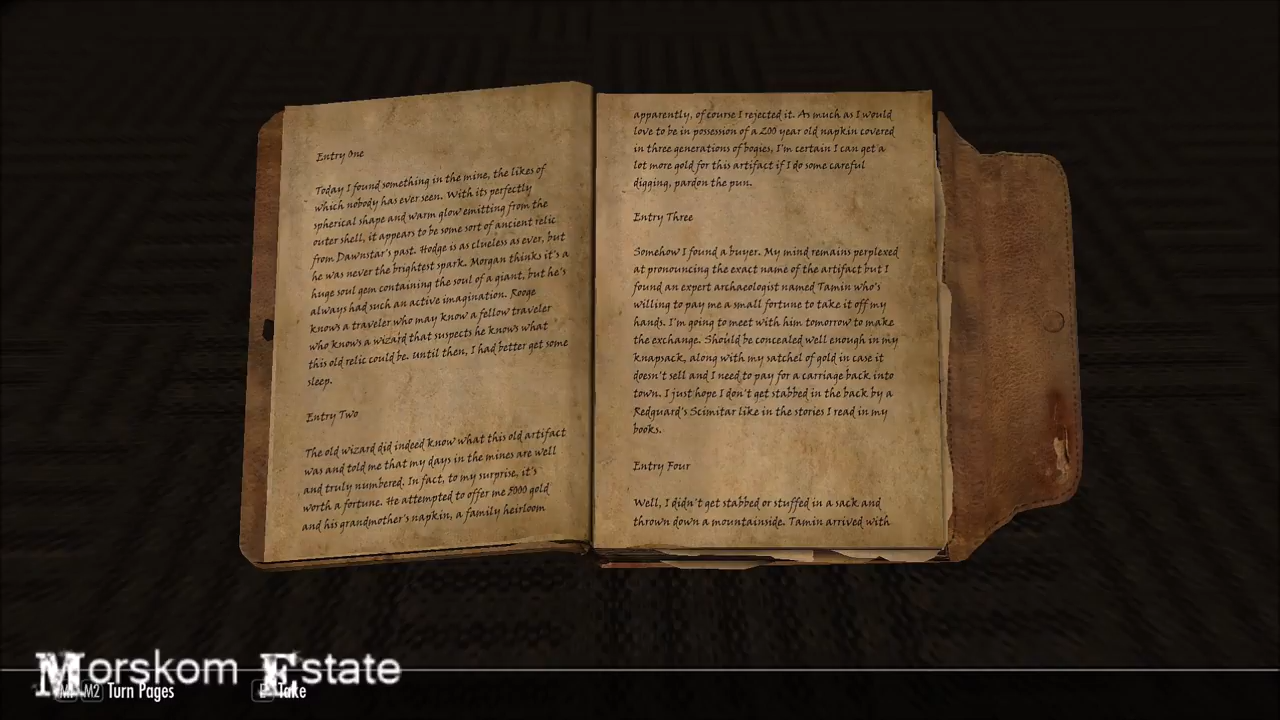 Entry One
Today I found something in the mine, the likes of
which nobody has ever seen. With its perfectly
spherical shape and warm glow emitting from the
outer shell, it appears to be some sort of ancient relic
from Dawnstar's past. Hodge is as clueless as ever, but
he was never the brightest spark. Morgan thinks it's a
huge soul gem containing the soul of a giant, but he's
always had such an active imagination. Rooge
knows a traveler who may know a fellow traveler
who knows a wizard that suspects he knows what
this old relic could be. Until then, I had better get some
sleep.
Entry Two
The old wizard did indeed know what this old artifact
was and told me that my days in the mines are well
and truly numbered. In fact, to my surprise, it's
worth a fortune. He attempted to offer me 5000 gold
and his grandmother's napkin, a family heirloom
apparently, of course I rejected it. As much as I would
love to be in possession of a 200 year old napkin covered
in three generations of bogies, I'm certain I can get a
lot more gold for this artifact if I do some careful
digging, pardon the pun.
Entry Three
Somehow I found a buyer. My mind remains perplexed
at pronouncing the exact name of the artifact but I
found an expert archaeologist named Tamin who's
willing to pay me a small fortune to take it off my
hands. I'm going to meet with him tomorrow to make
the exchange. Should be concealed well enough in my
knapsack, along with my satchel of gold in case it
doesn't sell and I need to pay for a carriage back into
town. I just hope I don't get stabbed in the back by a
Redguard's Scimitar like in the stories I read in my
books.
Entry Four
Well, I didn't get stabbed or stuffed in a sack and
thrown down a mountainside. Tamin arrived with
Morskom Estate
M2 Turn Pages Take